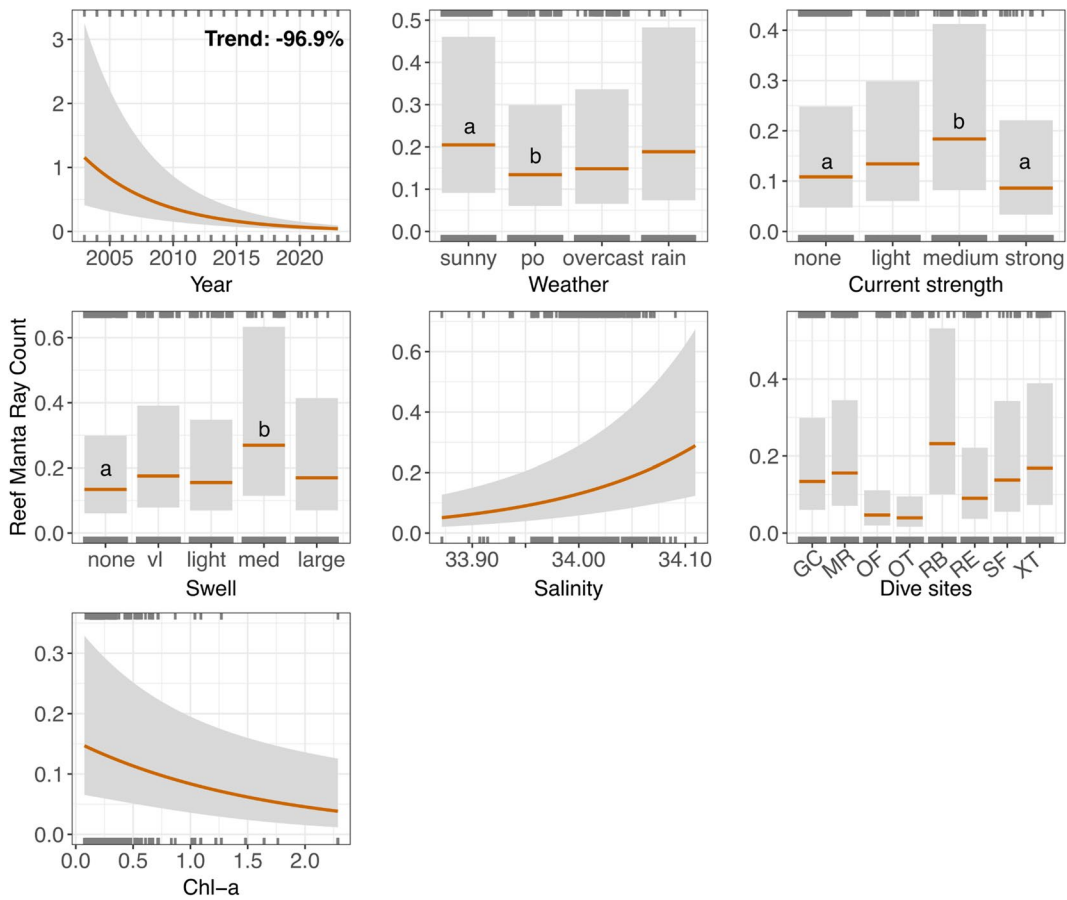 Trend: -96.9%
3
2
1
0
2005 2010 2015 2020
Year
0.5
0.4
0.3
0.2
0.1
0.0
a
b
sunny po overcast rain
Weather
0.4
0.3
0.2
0.1
0.0
a
b
a
none light medium strong
Current strength
Reef Manta Ray Count
0.6
0.4
0.2
0.0
a
b
none vl light med large
Swell
0.6
0.4
0.2
0.0
33.90 34.00 34.10
Salinity
0.4
0.2
0.0
GC MR OF OT RB RE SF XT
Dive sites
0.3
0.2
0.1
0.0
0.0 0.5 1.0 1.5 2.0
Chl−a